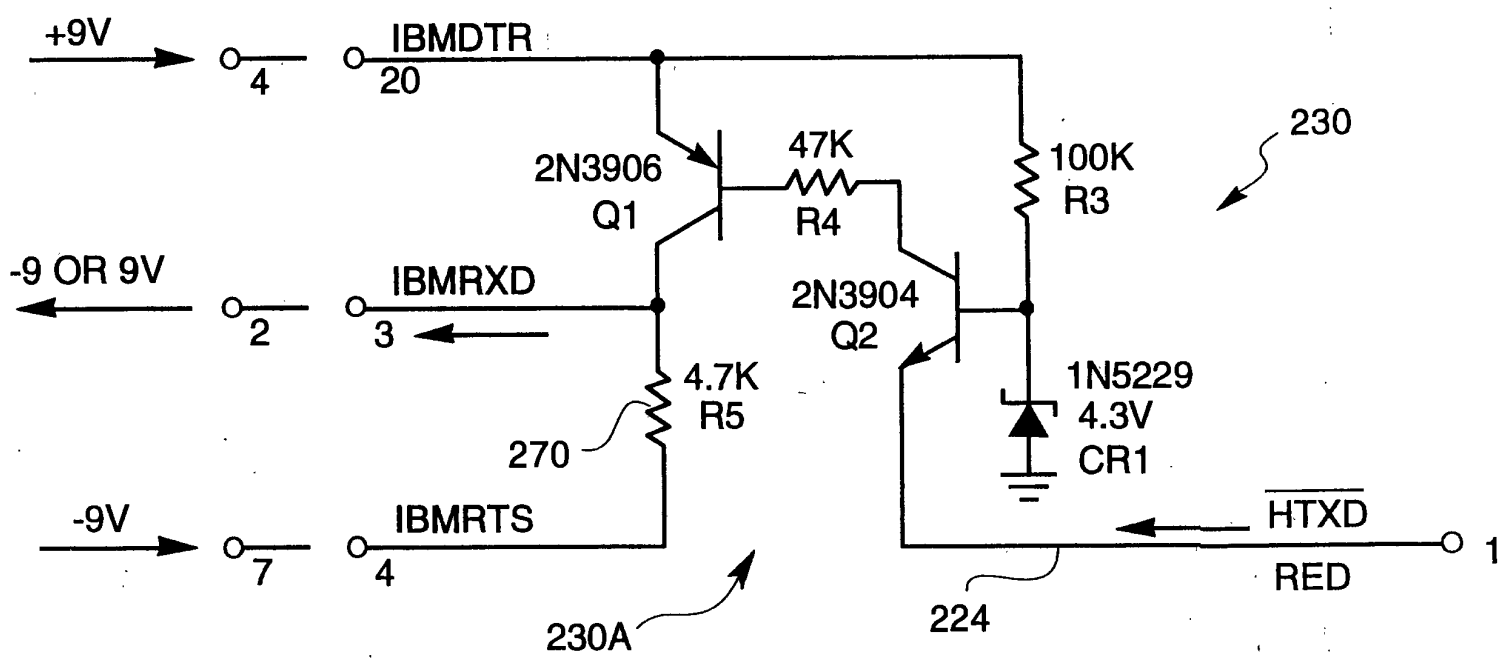 +9V
IBMDTR
4
20
230
47K
100K
2N3906
R3
Q1
R4
-9 OR 9V
IBMRXD
2N3904
2
3
Q2
4.7K
1N5229
R5
4.3V
270
CR1
-9V
IBMRTS
HTXD
7
4
1
RED
224
230A